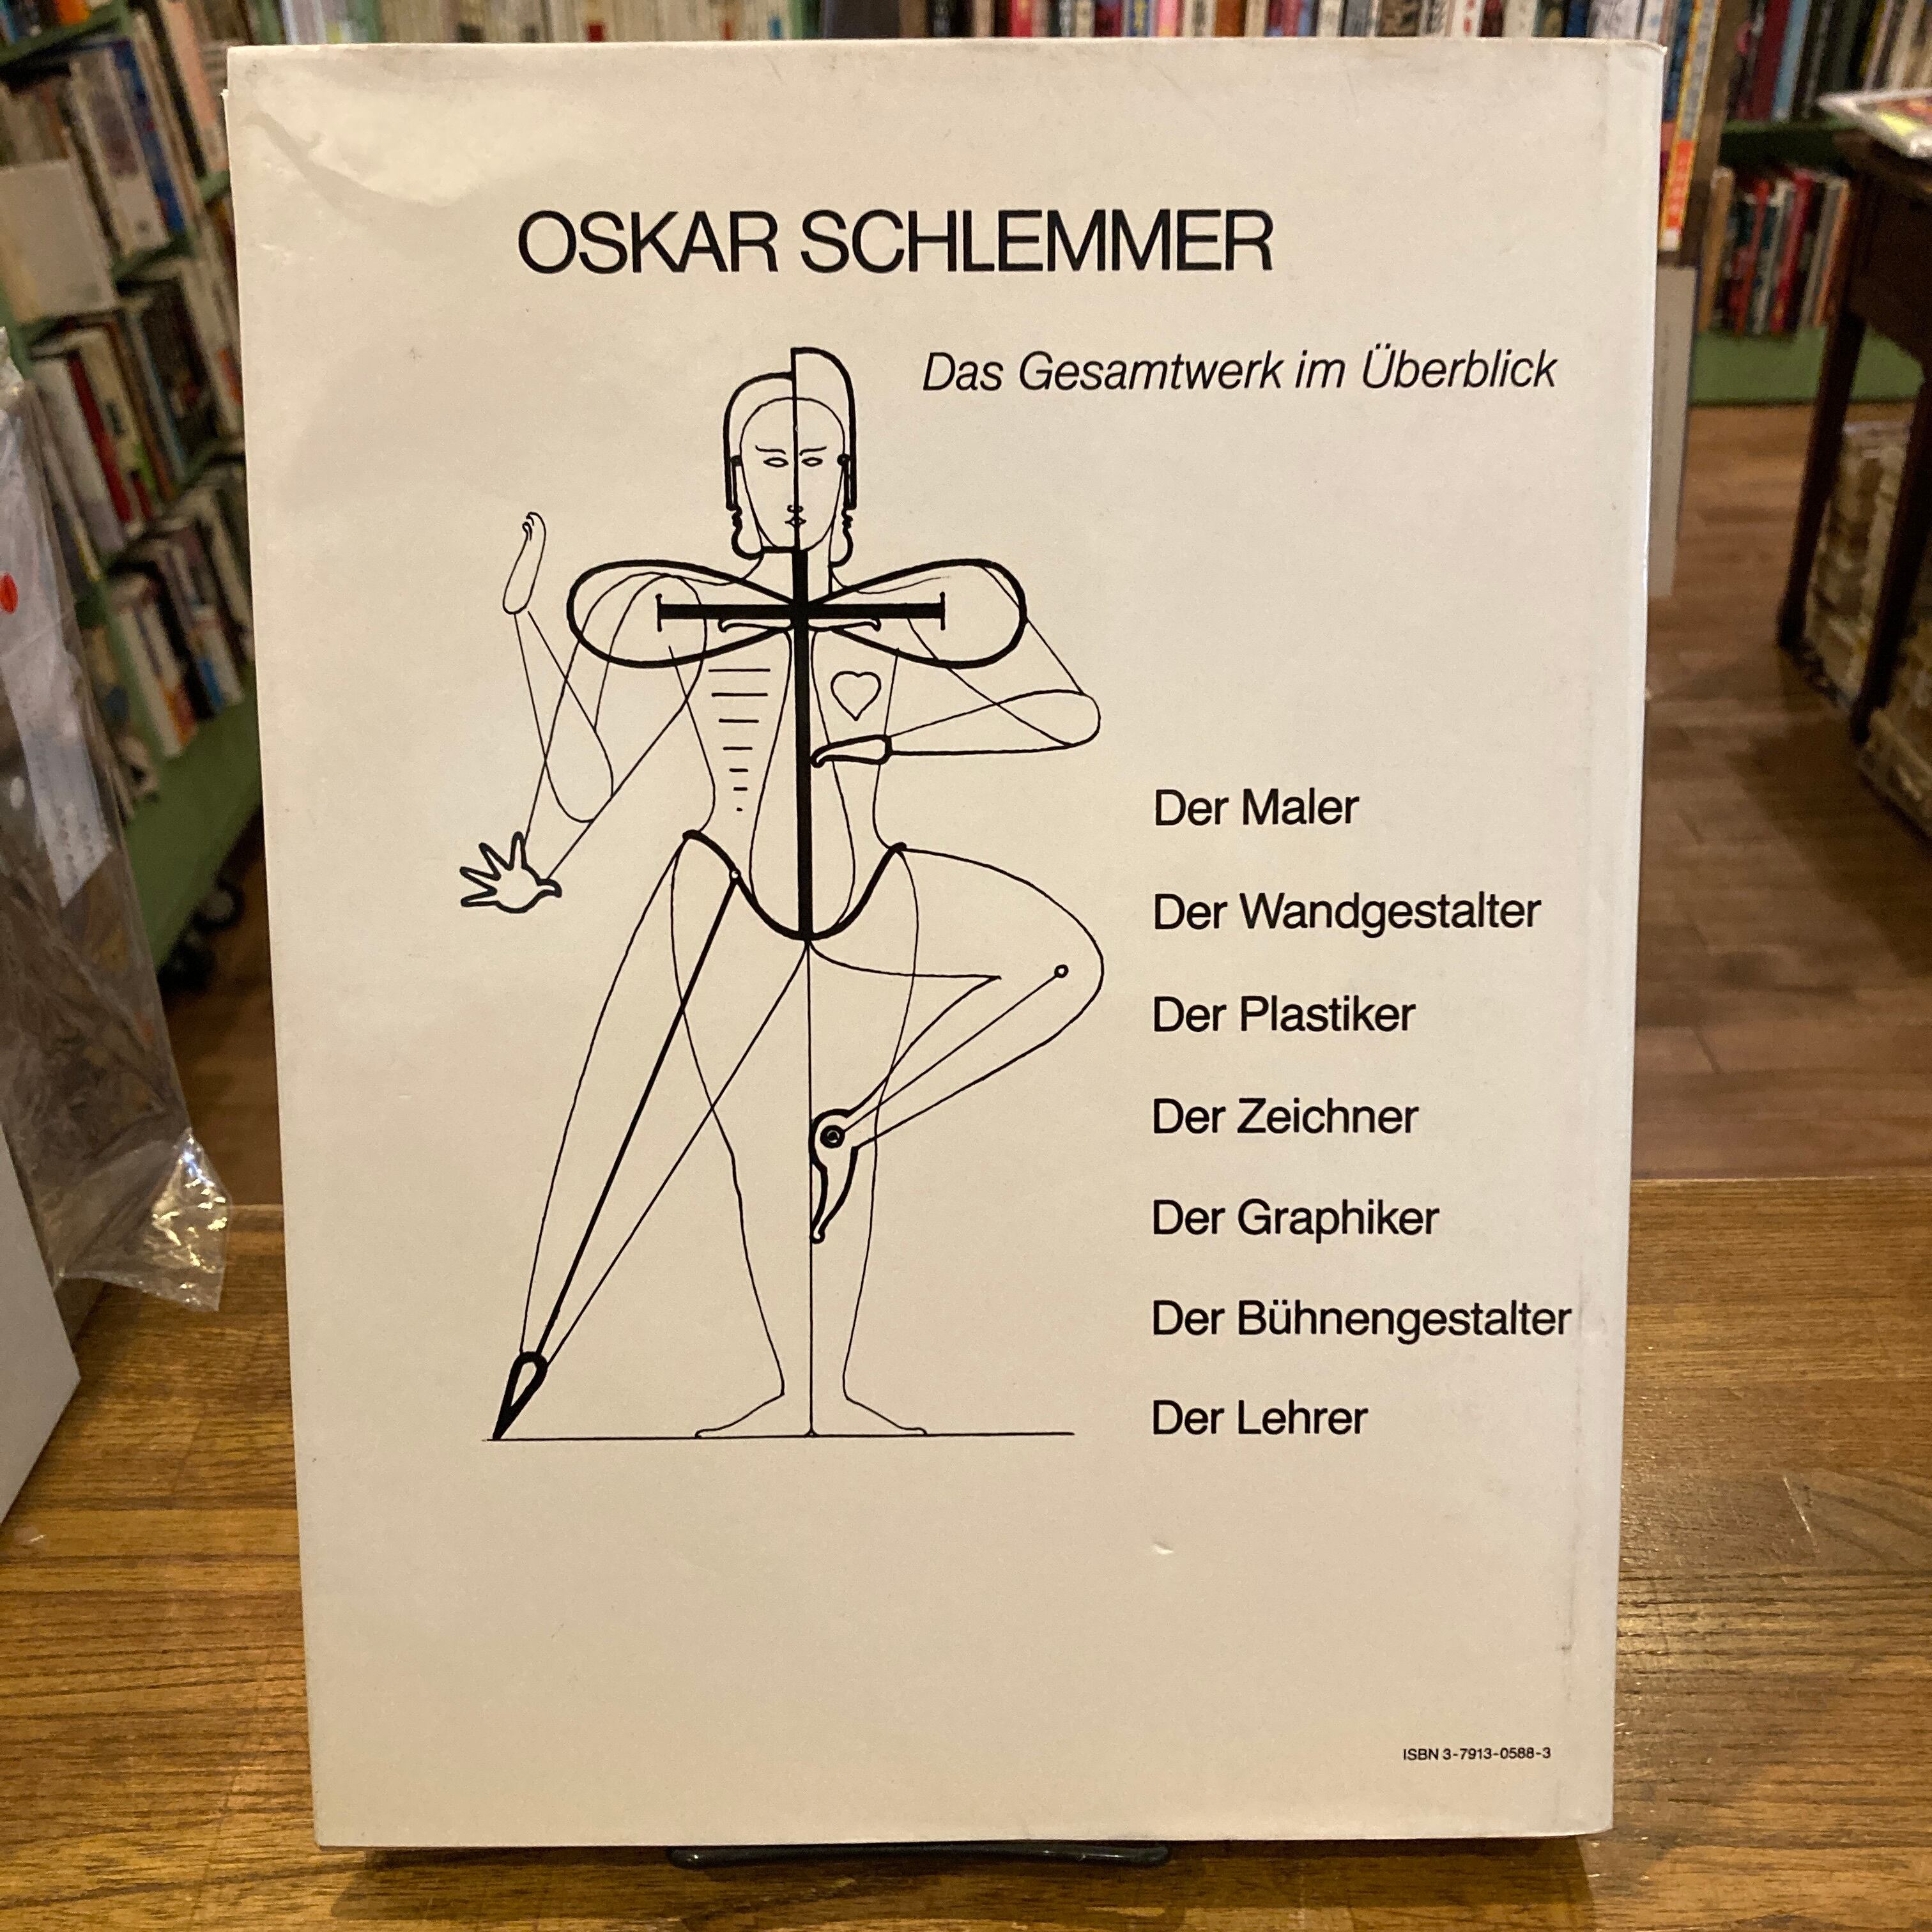 OSKAR SCHLEMMER
Das Gesamtwerk im Überblick
Der Maler
Der Wandgestalter
Der Plastiker
Der Zeichner
Der Graphiker
Der Bühnengestalter
Der Lehrer
ISBN 3-7913-0588-3